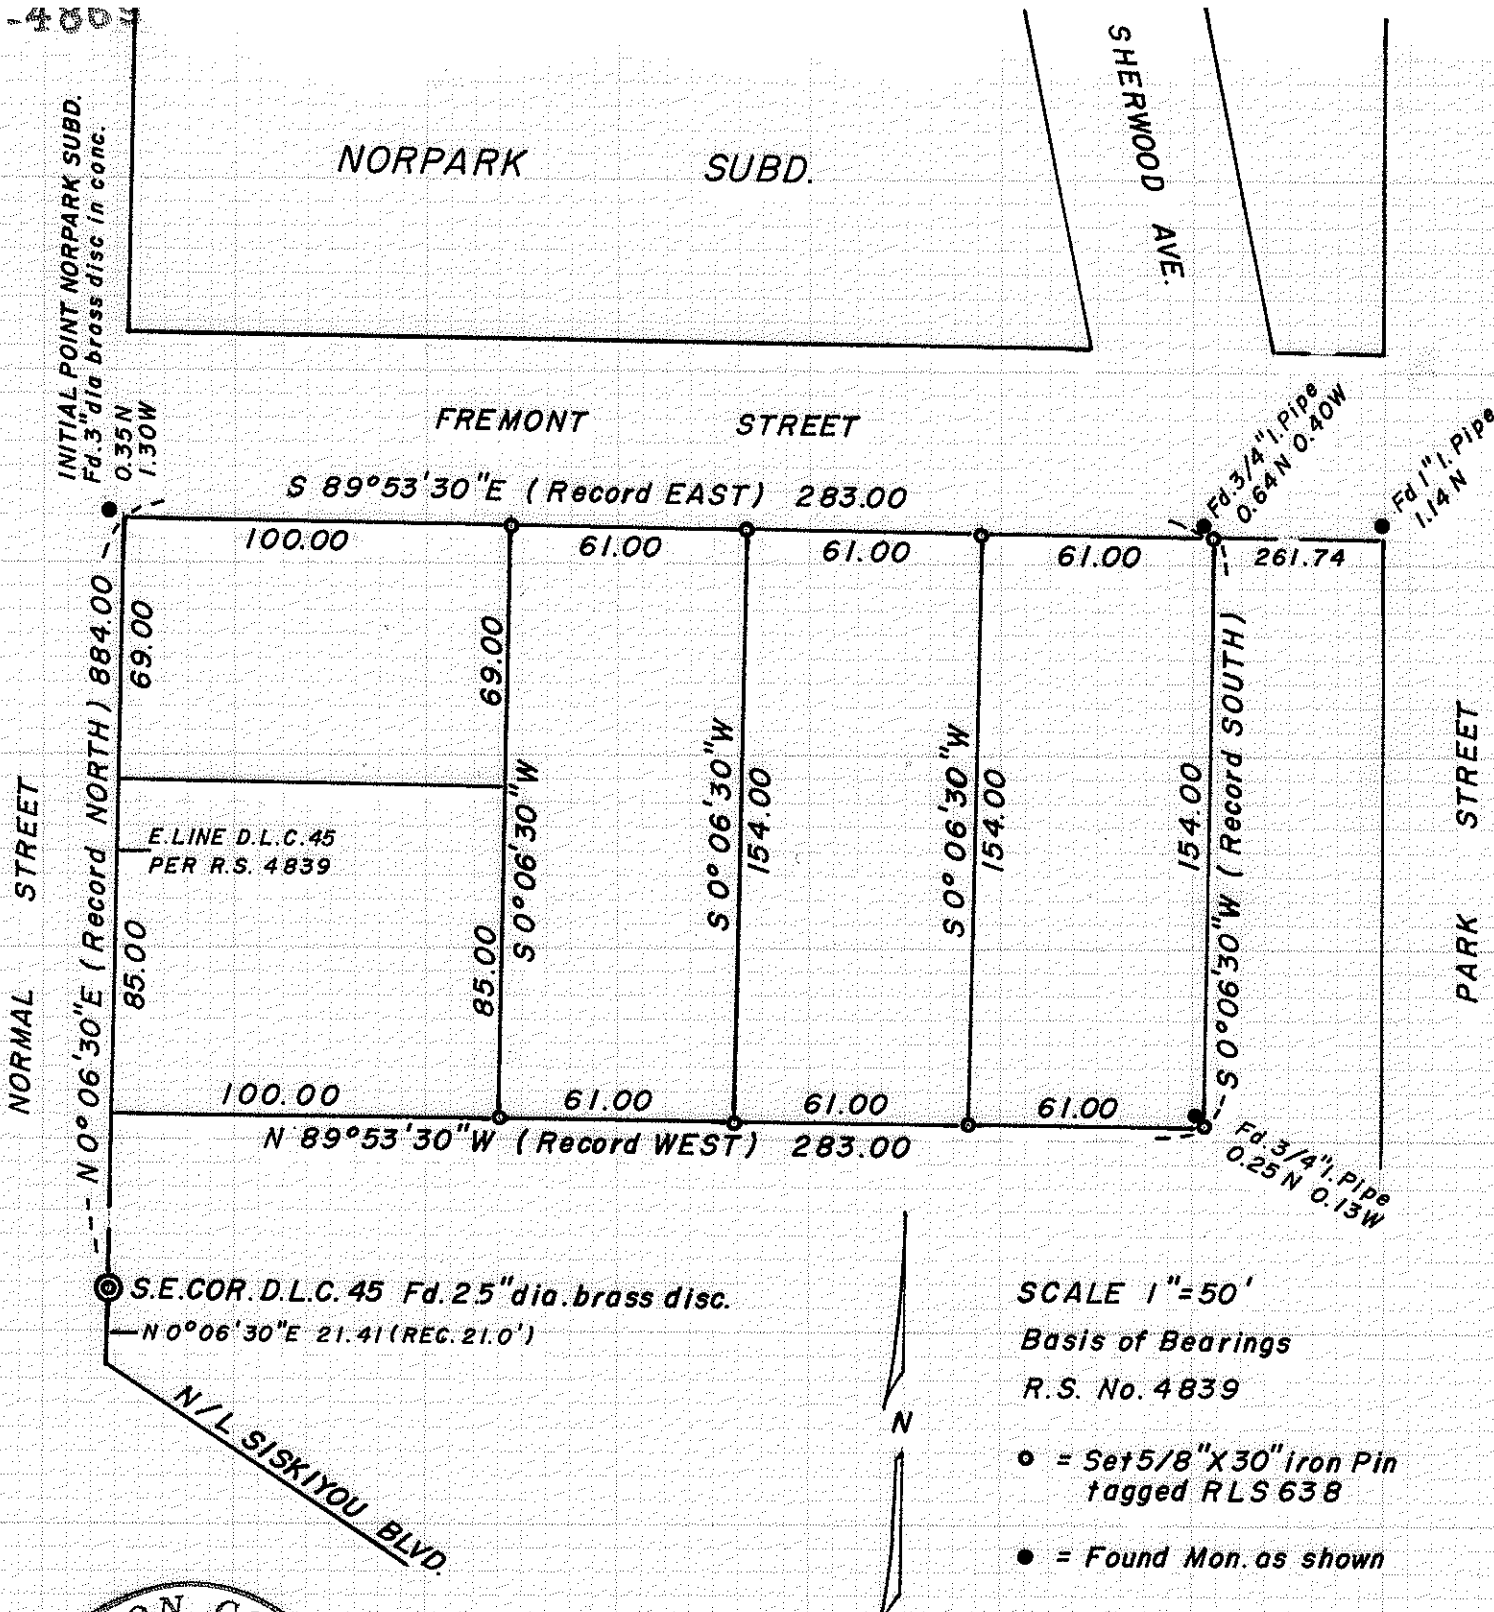 -4869
SHERWOOD AVE.
NORPARK SUBD.
INITIAL POINT NORPARK SUBD.
Fd. 3"dia brass disc in conc.
0.35N
1.30W
FREMONT STREET
Fd. 3/4"I.Pipe
0.64N 0.40W
Fd 1"I.Pipe
1.14N
S 89°53'30"E (Record EAST) 283.00
100.00 61.00 61.00 61.00 261.74
N 0°06'30"E (Record NORTH) 884.00
69.00
69.00
S 0°06'30"W
S 0°06'30"W
154.00
S 0°06'30"W
154.00
154.00
S 0°06'30"W (Record SOUTH)
NORMAL STREET
PARK STREET
E.LINE D.L.C.45
PER R.S. 4839
85.00
85.00
100.00 61.00 61.00 61.00
N 89°53'30"W (Record WEST) 283.00
Fd. 3/4"I.Pipe
0.25N 0.13W
S.E.COR. D.L.C. 45 Fd. 2.5"dia.brass disc.
N 0°06'30"E 21.41 (REC. 21.0')
N/L SISKIYOU BLVD.
N
SCALE 1"=50'
Basis of Bearings
R.S. No. 4839
= Set 5/8"X30"iron Pin
tagged RLS 638
= Found Mon. as shown